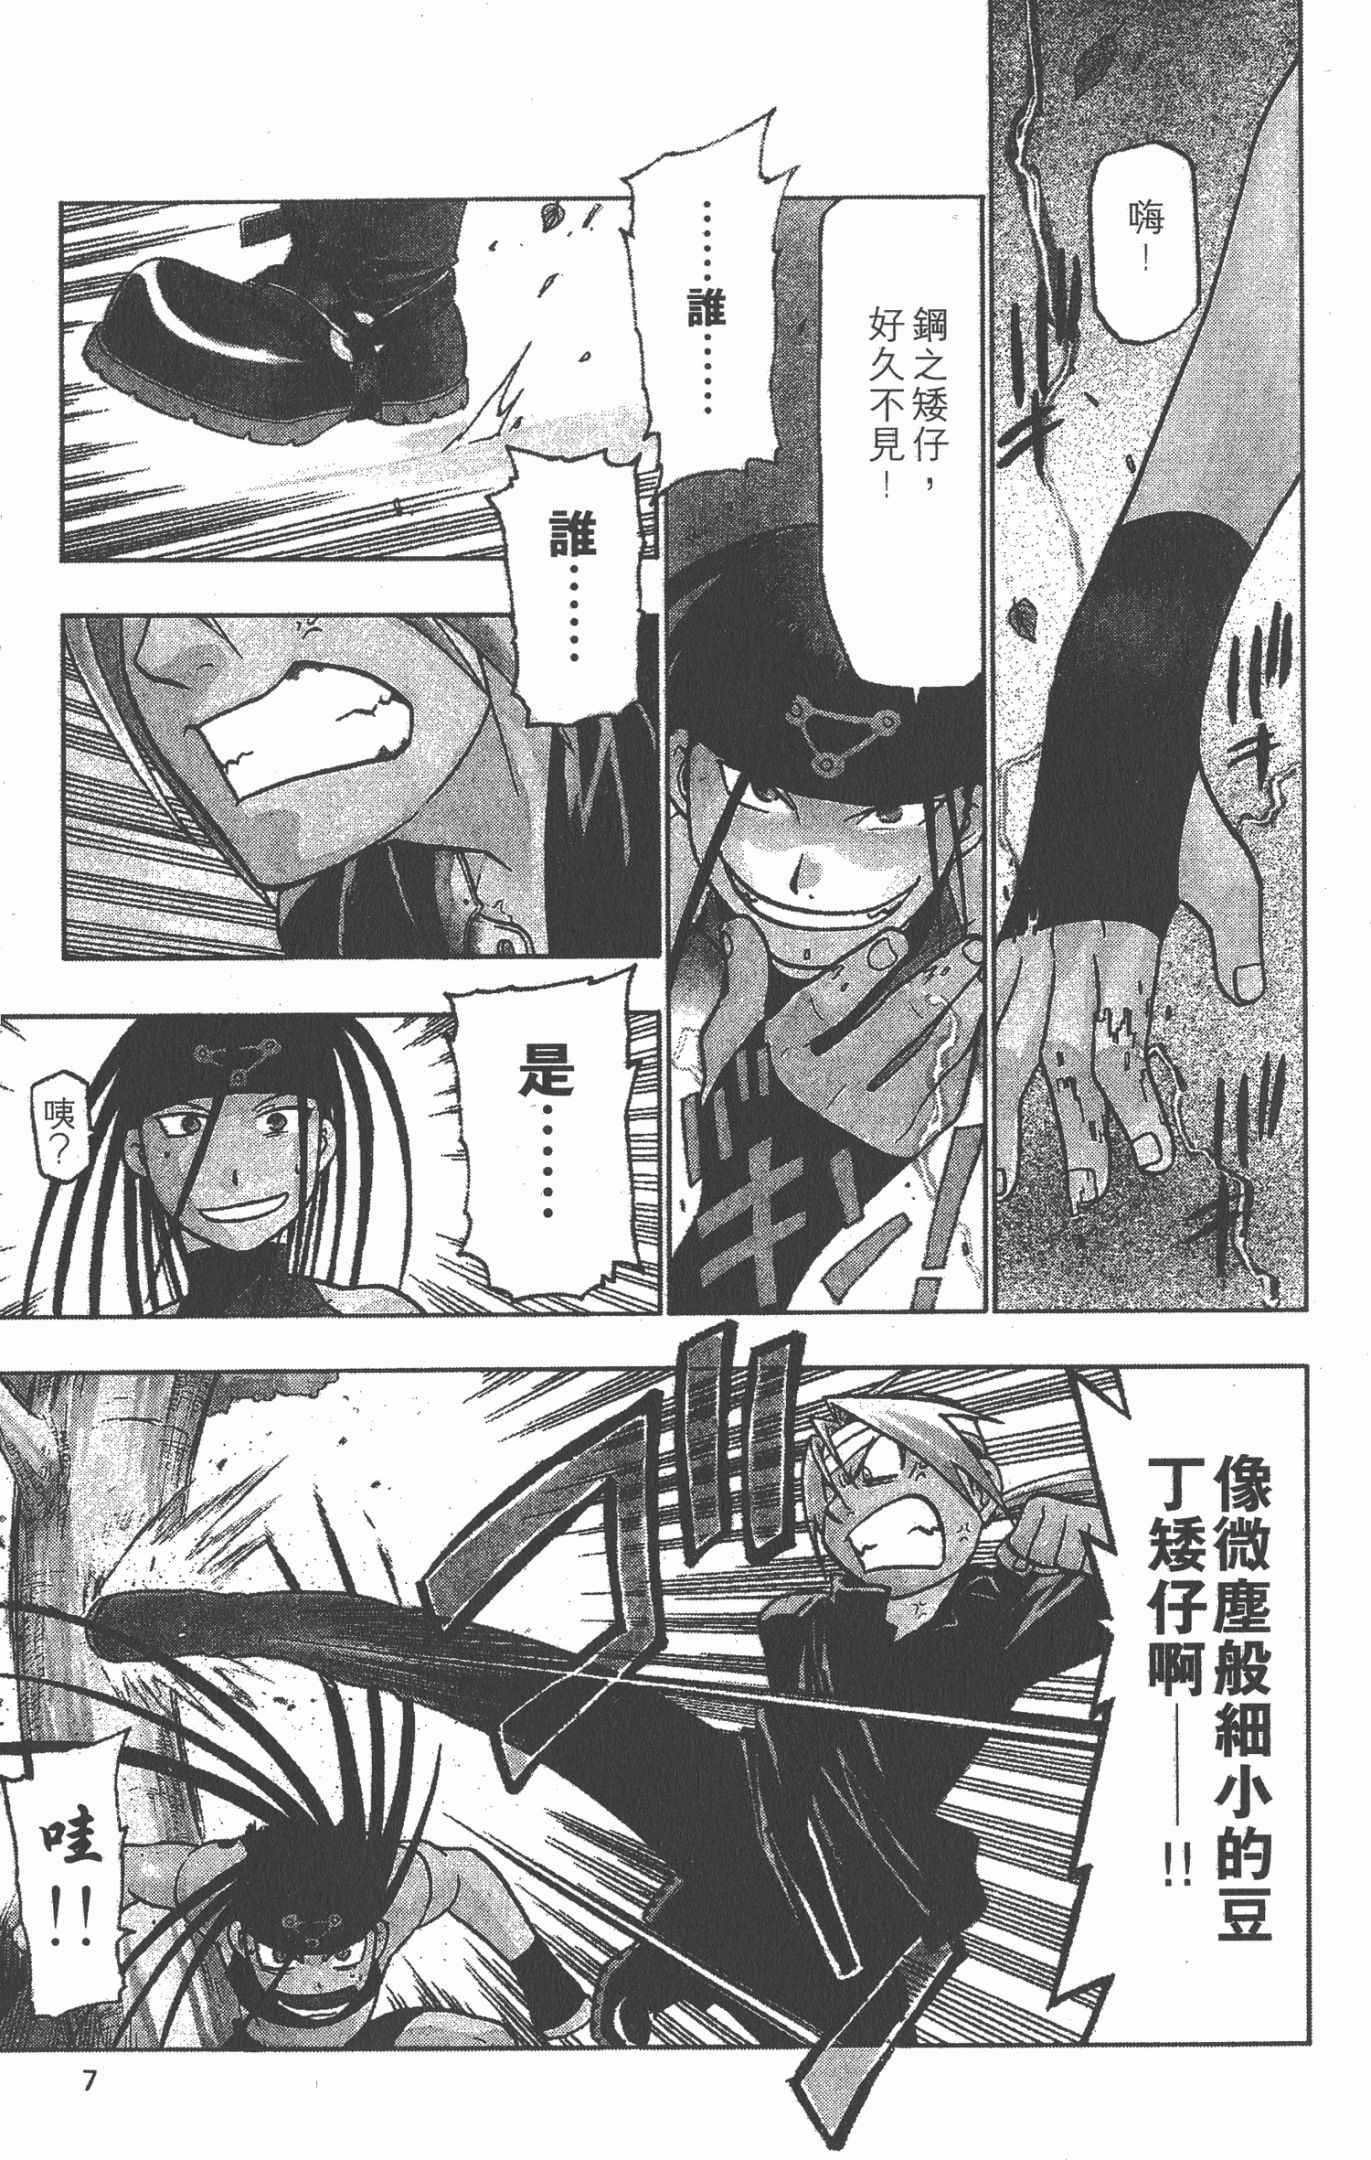 嗨！
鋼之矮仔，
好久不見！
⋯⋯誰⋯⋯
誰⋯⋯
是⋯⋯
咦？
像微塵般細小的豆
丁矮仔啊——!!
哇!!
7